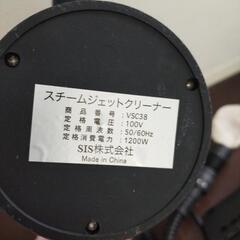 スチームジェットクリーナー
商品番号：VSC38
定格電圧：100V
定格周波数：50/60Hz
定格消費電力：1200W
SIS株式会社
Made in China